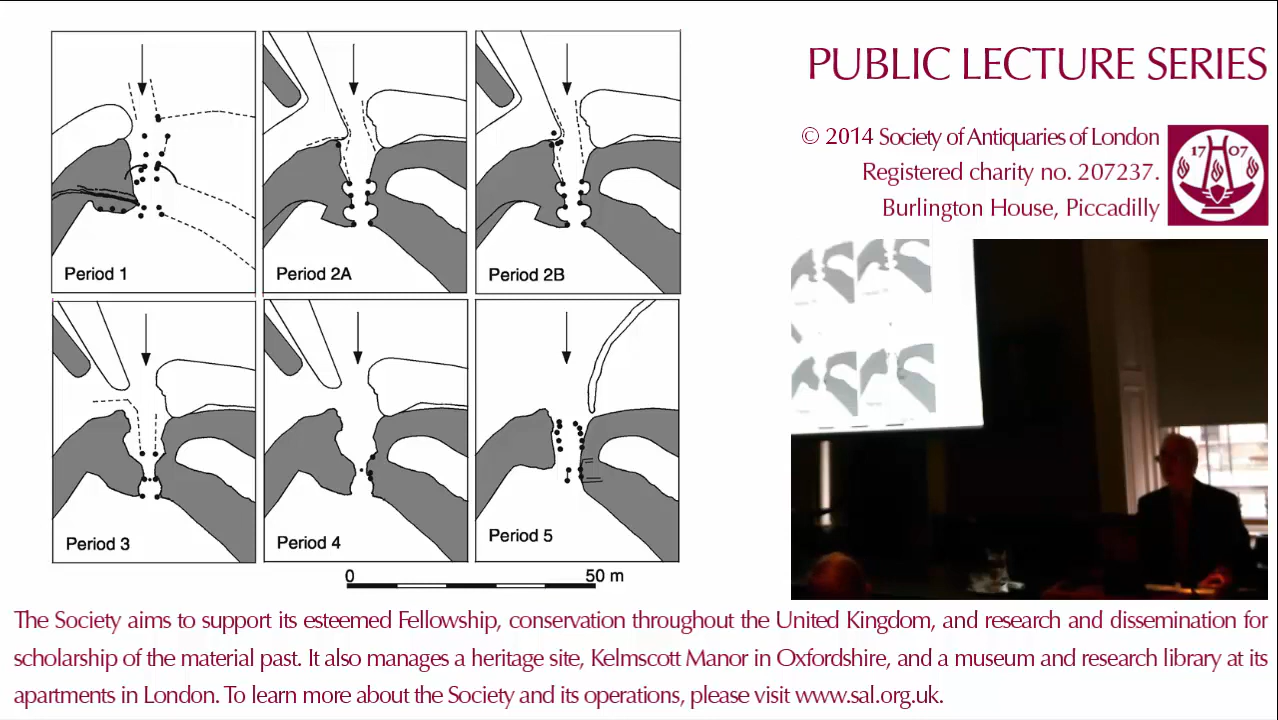 Period 1
Period 2A
Period 2B
Period 3
Period 4
Period 5
0
50 m
PUBLIC LECTURE SERIES
© 2014 Society of Antiquaries of London
Registered charity no. 207237.
Burlington House, Piccadilly
17 07
The Society aims to support its esteemed Fellowship, conservation throughout the United Kingdom, and research and dissemination for
scholarship of the material past. It also manages a heritage site, Kelmscott Manor in Oxfordshire, and a museum and research library at its
apartments in London. To learn more about the Society and its operations, please visit www.sal.org.uk.